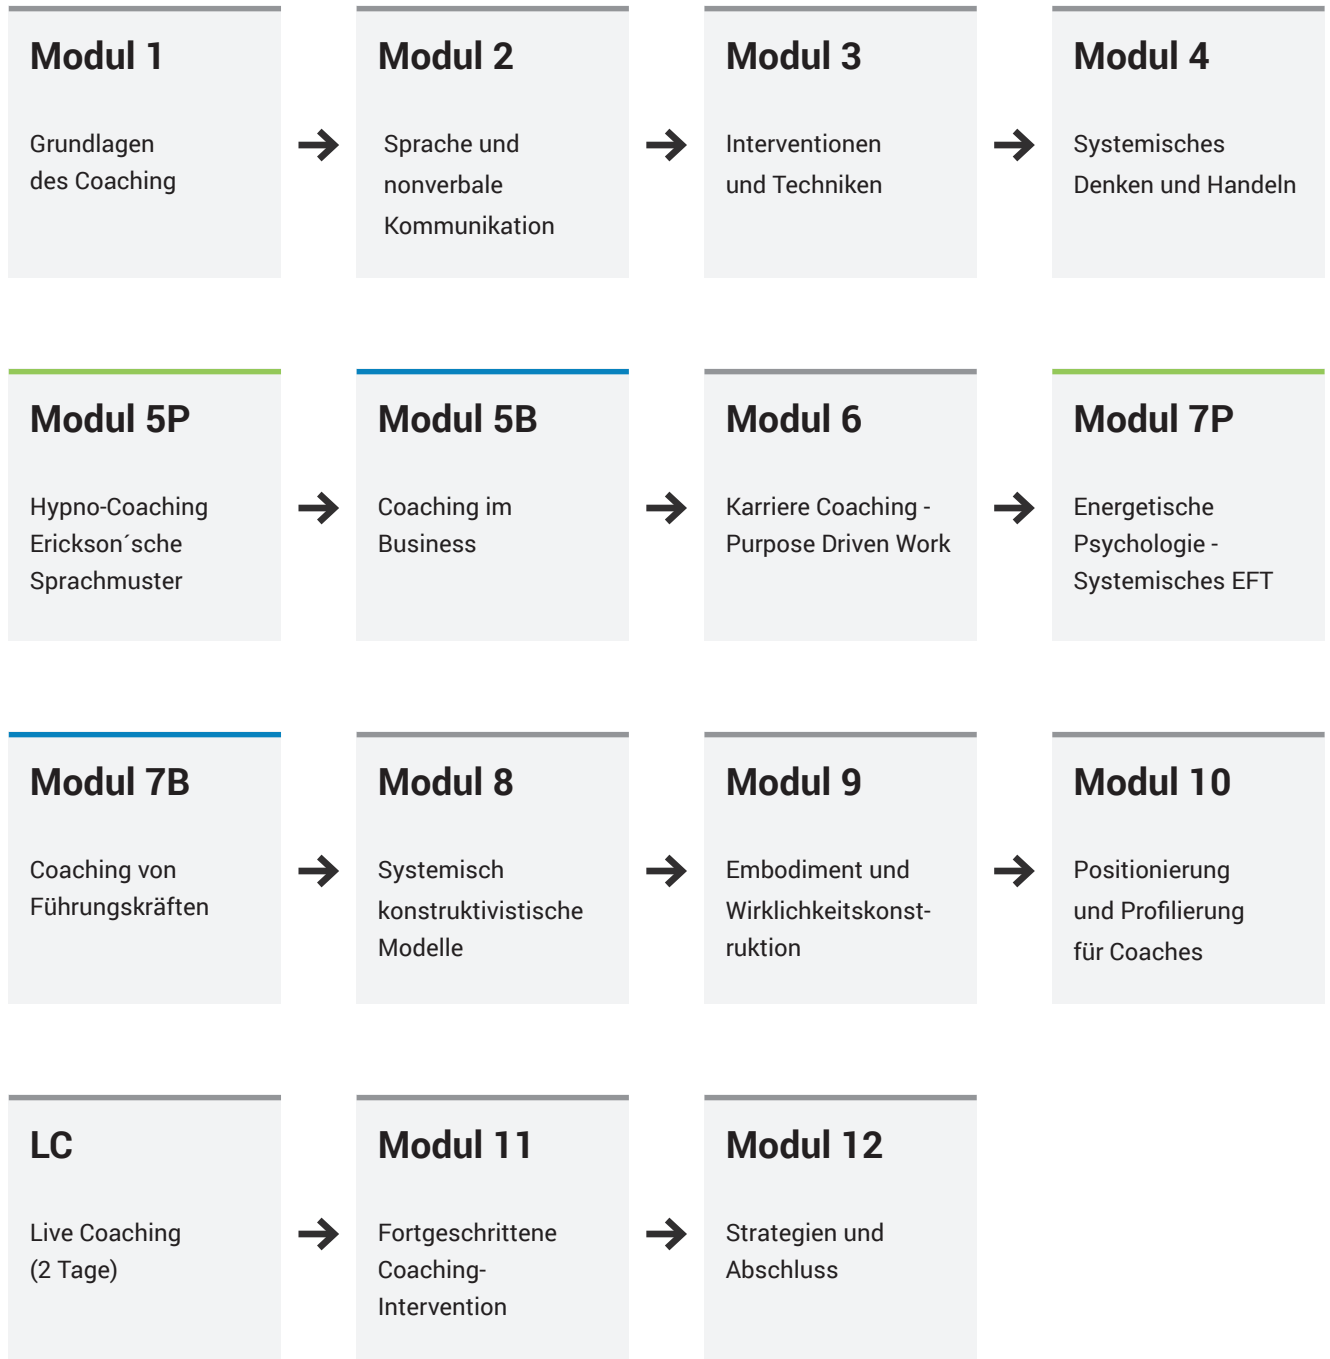 Modul 1
Grundlagen
des Coaching
Modul 2
Sprache und
nonverbale
Kommunikation
Modul 3
Interventionen
und Techniken
Modul 4
Systemisches
Denken und Handeln
Modul 5P
Hypno-Coaching
Erickson´sche
Sprachmuster
Modul 5B
Coaching im
Business
Modul 6
Karriere Coaching -
Purpose Driven Work
Modul 7P
Energetische
Psychologie -
Systemisches EFT
Modul 7B
Coaching von
Führungskräften
Modul 8
Systemisch
konstruktivistische
Modelle
Modul 9
Embodiment und
Wirklichkeitskonst-
ruktion
Modul 10
Positionierung
und Profilierung
für Coaches
LC
Live Coaching
(2 Tage)
Modul 11
Fortgeschrittene
Coaching-
Intervention
Modul 12
Strategien und
Abschluss